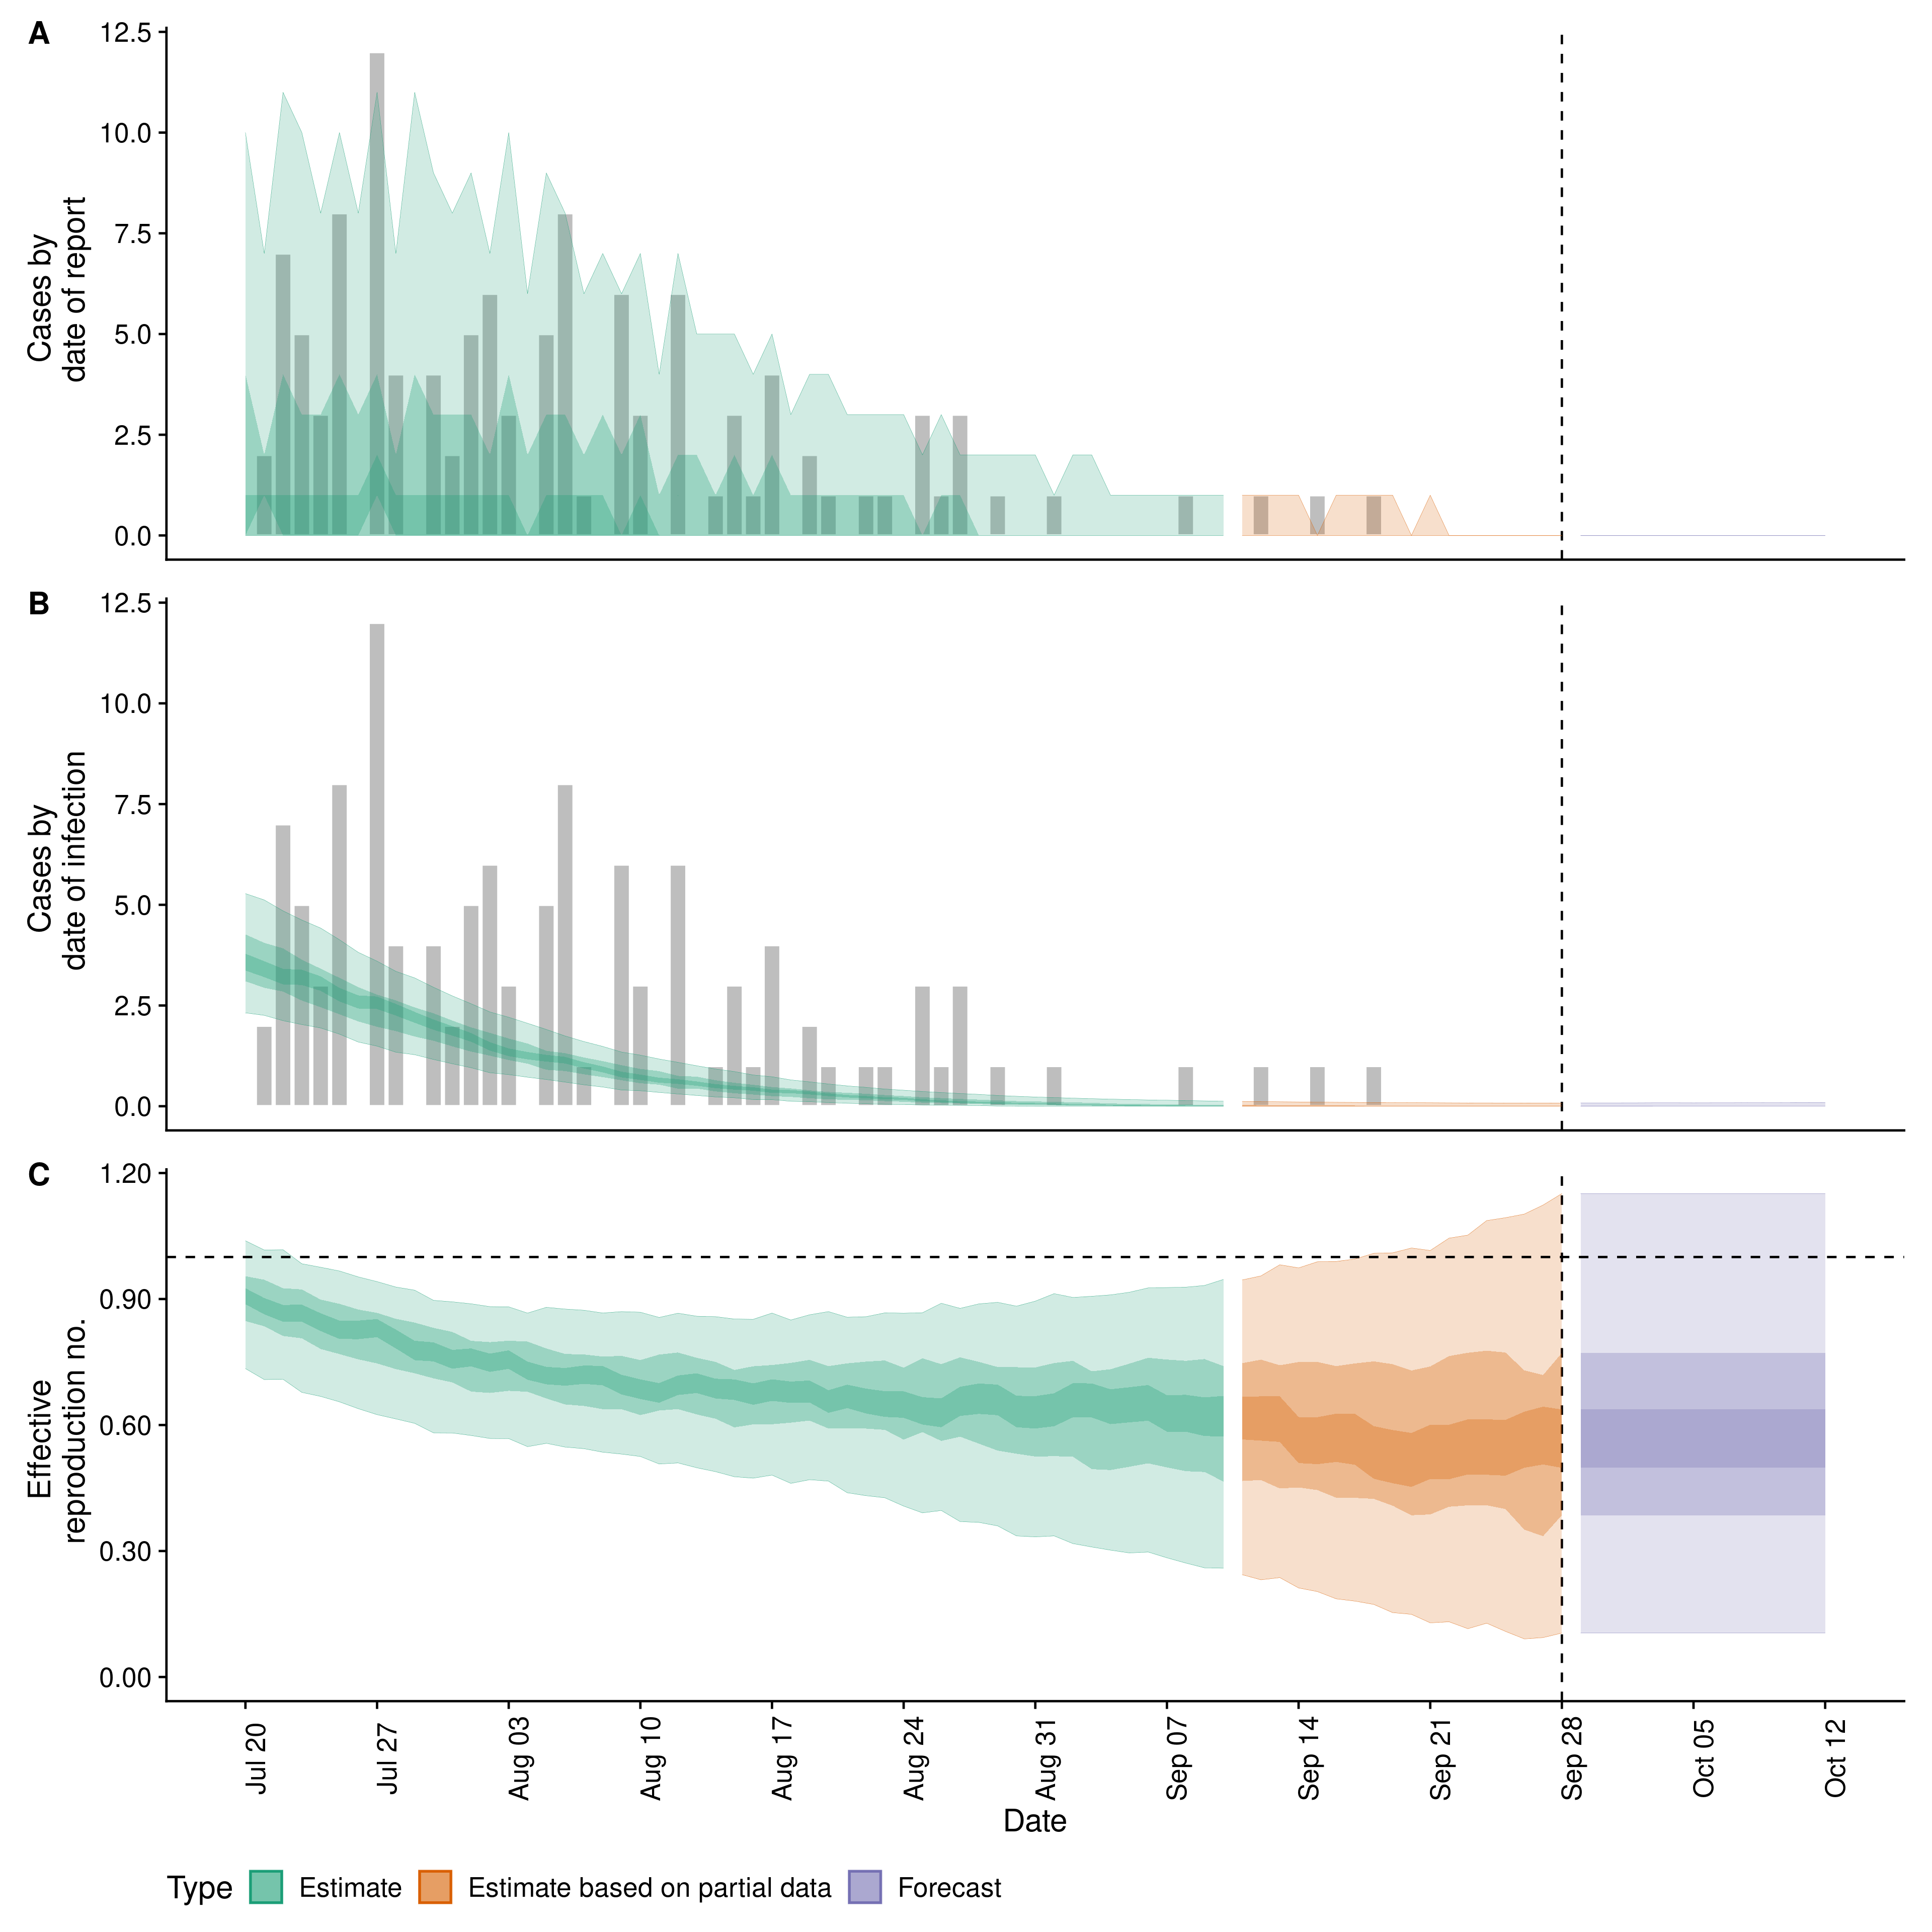 A
12.5
10.0
7.5
5.0
2.5
0.0
Cases by
date of report
B
12.5
10.0
7.5
5.0
2.5
0.0
Cases by
date of infection
C
1.20
0.90
0.60
0.30
0.00
Effective
reproduction no.
Jul 20
Jul 27
Aug 03
Aug 10
Aug 17
Aug 24
Aug 31
Sep 07
Sep 14
Sep 21
Sep 28
Oct 05
Oct 12
Date
Type Estimate Estimate based on partial data Forecast